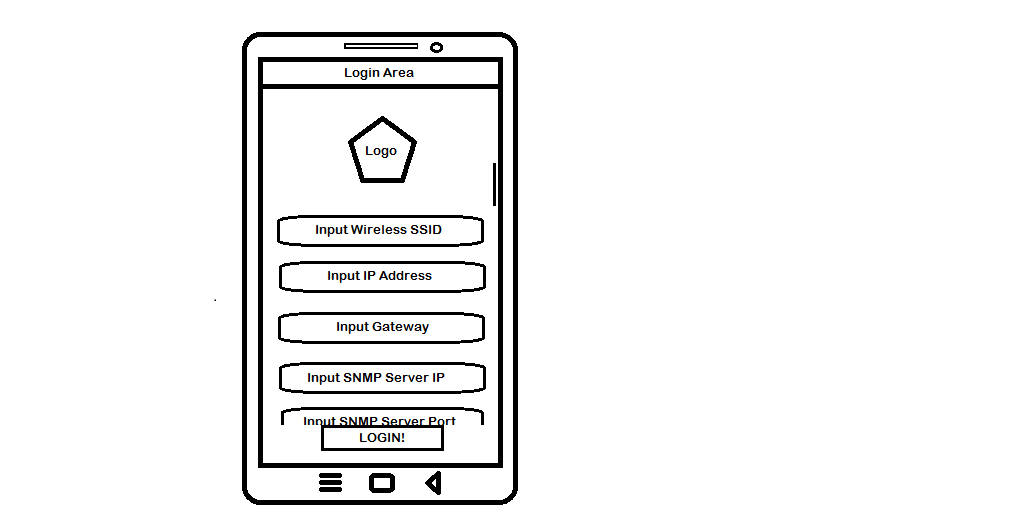 Login Area
Logo
Input Wireless SSID
Input IP Address
Input Gateway
Input SNMP Server IP
Input SNMP Server Port
LOGIN!